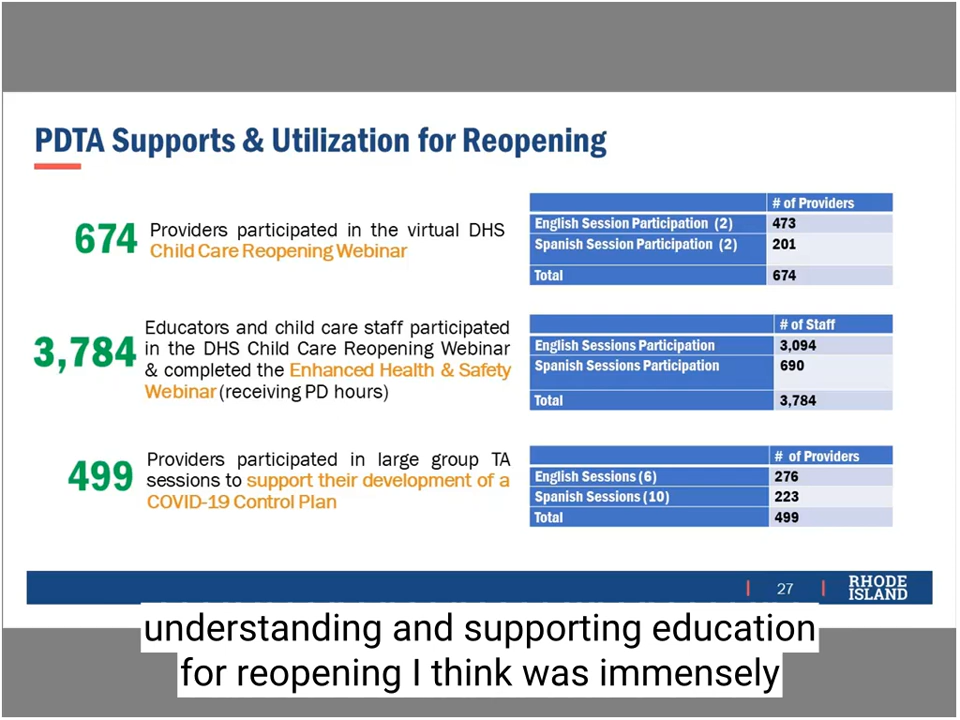 PDTA Supports & Utilization for Reopening
674
Providers participated in the virtual DHS
Child Care Reopening Webinar
# of Providers
English Session Participation (2) 473
Spanish Session Participation (2) 201
Total 674
3,784
Educators and child care staff participated
in the DHS Child Care Reopening Webinar
& completed the Enhanced Health & Safety
Webinar (receiving PD hours)
# of Staff
English Sessions Participation 3,094
Spanish Sessions Participation 690
Total 3,784
499
Providers participated in large group TA
sessions to support their development of a
COVID-19 Control Plan
# of Providers
English Sessions (6) 276
Spanish Sessions (10) 223
Total 499
27
RHODE
ISLAND
understanding and supporting education
for reopening I think was immensely